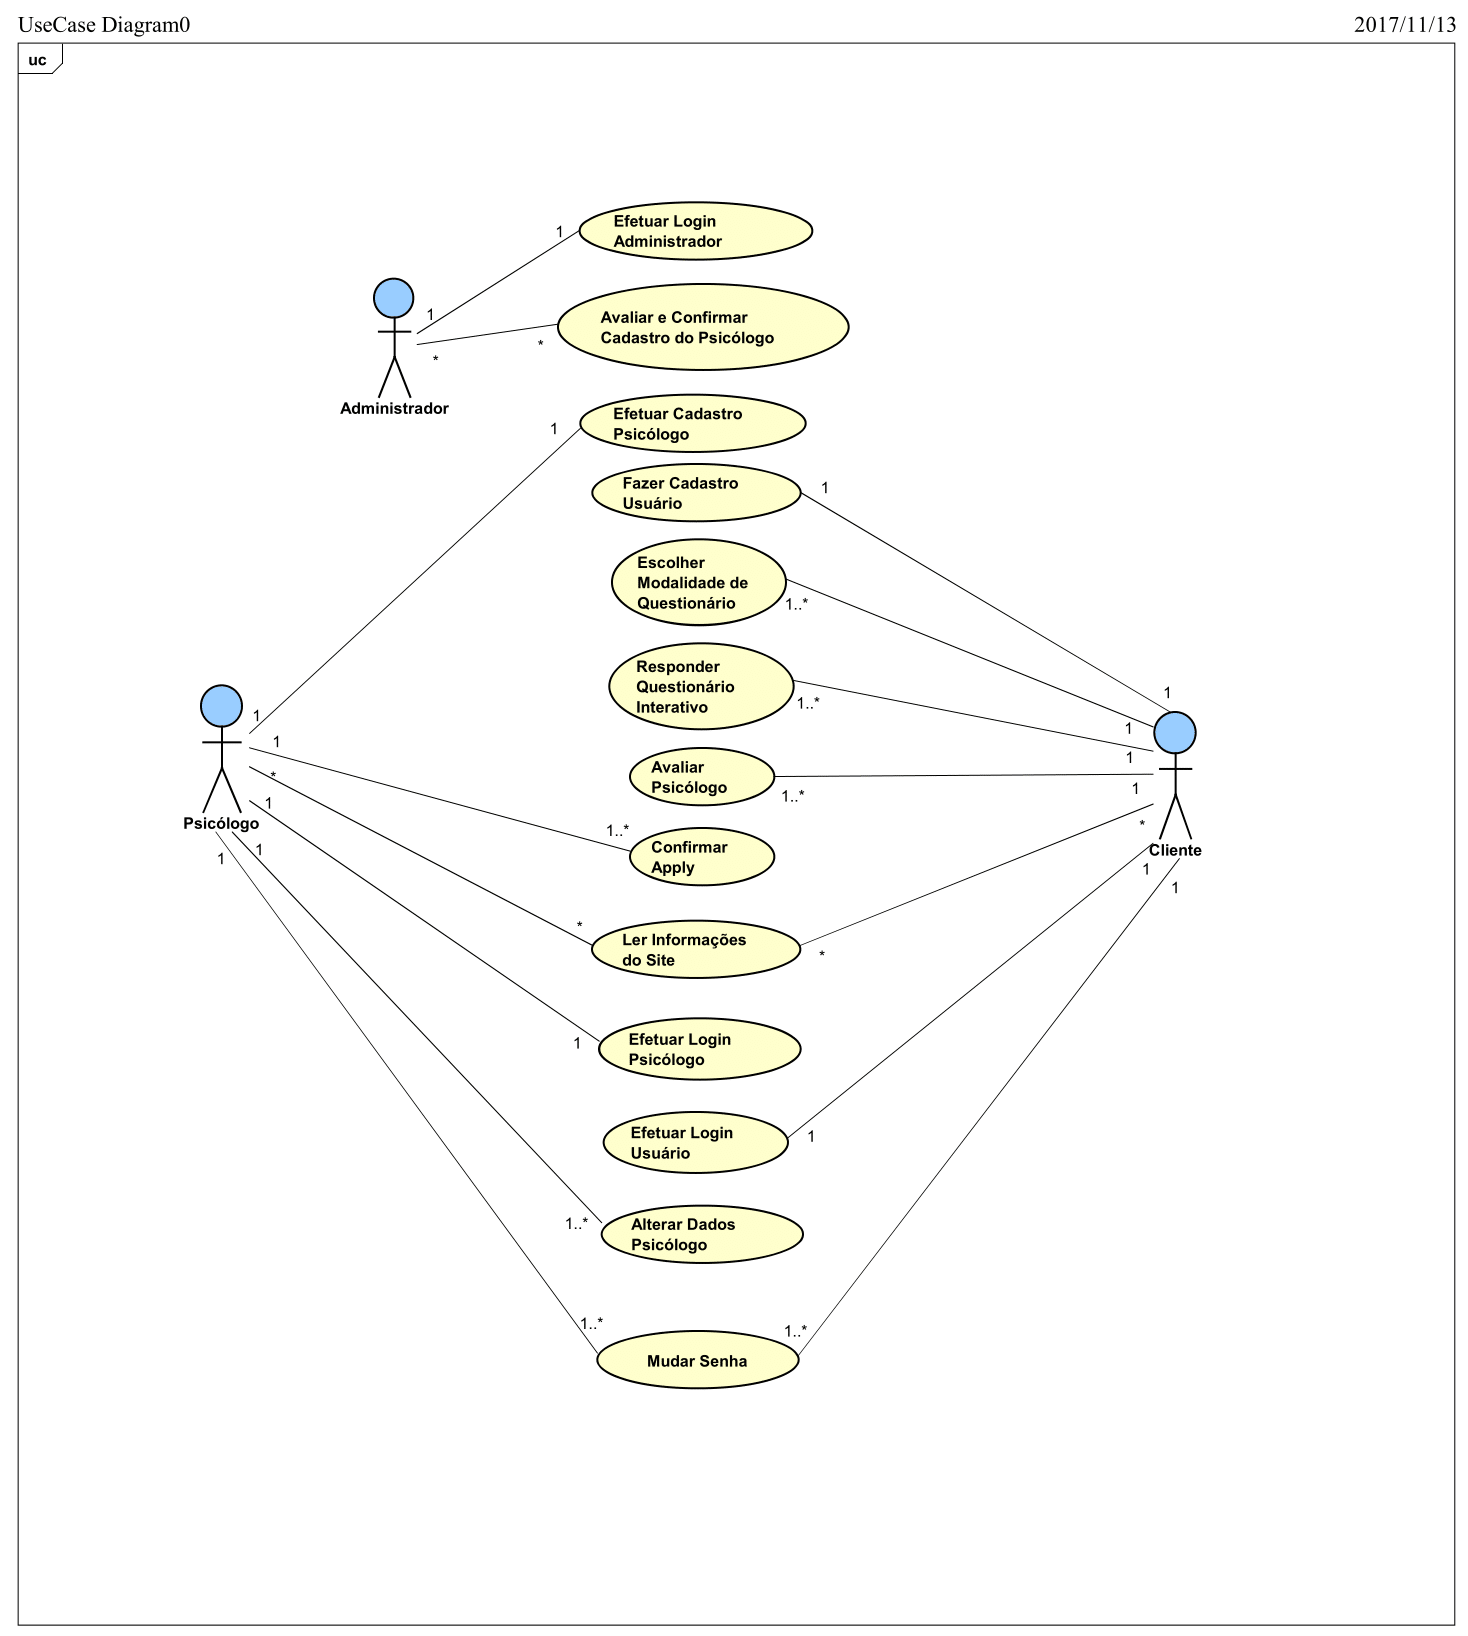 UseCase Diagram0
2017/11/13
uc
Efetuar Login
Administrador
1
1
Avaliar e Confirmar
Cadastro do Psicólogo
*
*
Administrador
Efetuar Cadastro
Psicólogo
1
Fazer Cadastro
Usuário
1
Escolher
Modalidade de
Questionário
1..*
Responder
Questionário
Interativo
1..*
1
1
1
1
1
Avaliar
Psicólogo
1..*
1
*
1
Psicólogo
*
1
1
Cliente
1
1
Confirmar
Apply
1..*
Ler Informações
do Site
*
*
Efetuar Login
Psicólogo
1
Efetuar Login
Usuário
1
Alterar Dados
Psicólogo
1..*
1..*
1..*
Mudar Senha